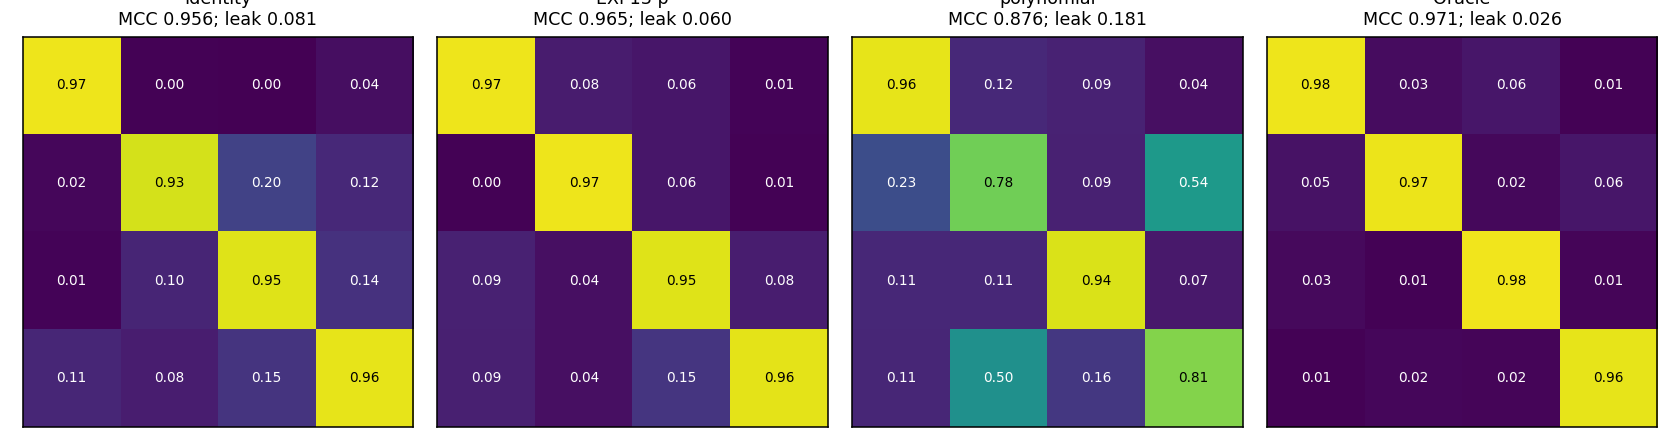 identity
MCC 0.956; leak 0.081
0.97 0.00 0.00 0.04
0.02 0.93 0.20 0.12
0.01 0.10 0.95 0.14
0.11 0.08 0.15 0.96
EXP15 p
MCC 0.965; leak 0.060
0.97 0.08 0.06 0.01
0.00 0.97 0.06 0.01
0.09 0.04 0.95 0.08
0.09 0.04 0.15 0.96
polynomial
MCC 0.876; leak 0.181
0.96 0.12 0.09 0.04
0.23 0.78 0.09 0.54
0.11 0.11 0.94 0.07
0.11 0.50 0.16 0.81
Oracle
MCC 0.971; leak 0.026
0.98 0.03 0.06 0.01
0.05 0.97 0.02 0.06
0.03 0.01 0.98 0.01
0.01 0.02 0.02 0.96